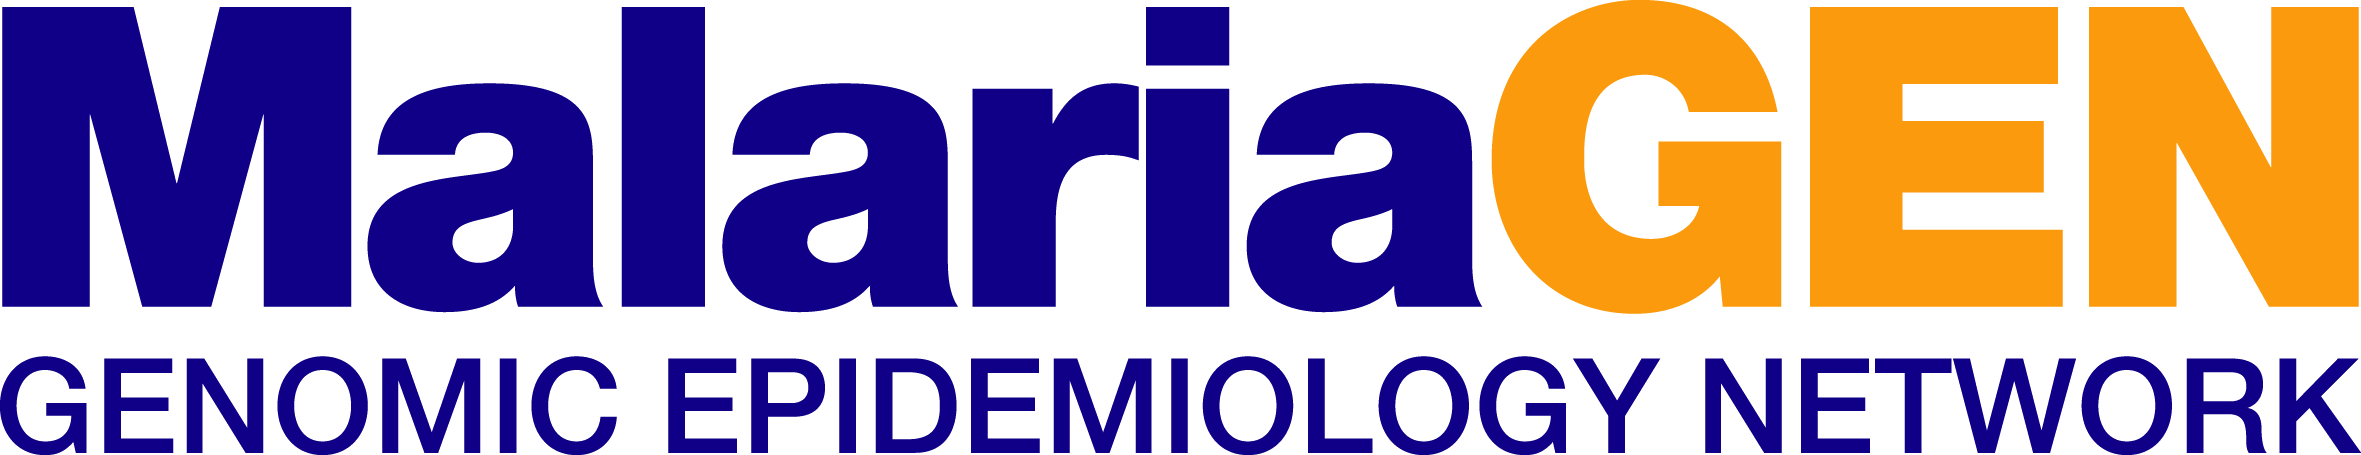 MalariaGEN
GENOMIC EPIDEMIOLOGY NETWORK